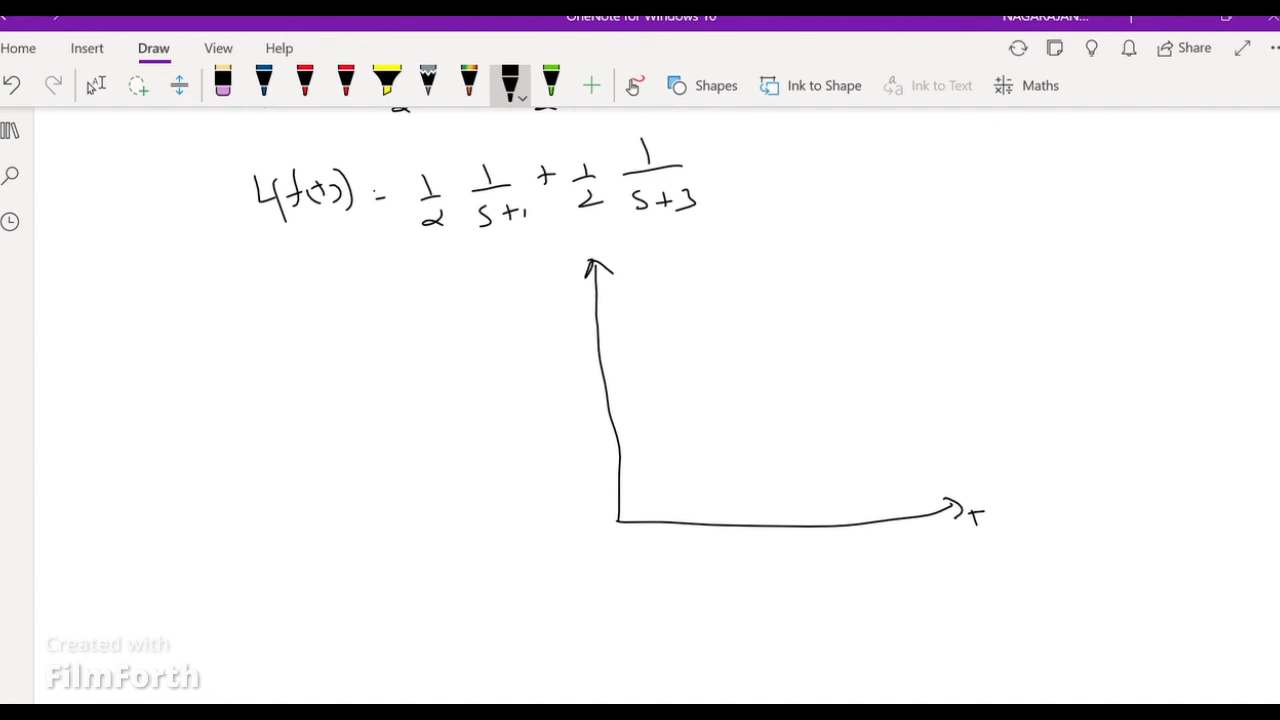 OneNote for Windows 10 NAGARAJAN...
Home Insert Draw View Help Share
Shapes Ink to Shape Ink to Text Maths
L(f(t)) = 1/2 1/(s+1) + 1/2 1/(s+3)
t
Created with
FilmForth